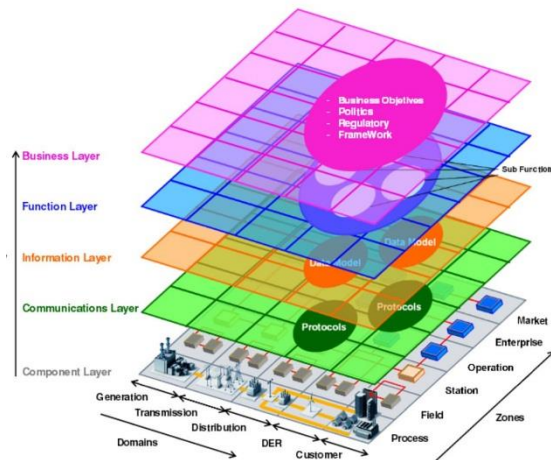 - Business Objetives
- Politics
- Regulatory
- FrameWork
Business Layer
Sub Function
Function Layer
Data Model
Information Layer
Data Model
Communications Layer
Protocols
Protocols
Market
Enterprise
Component Layer
Operation
Station
Generation
Zones
Transmission
Field
Distribution
Process
Domains
DER
Customer